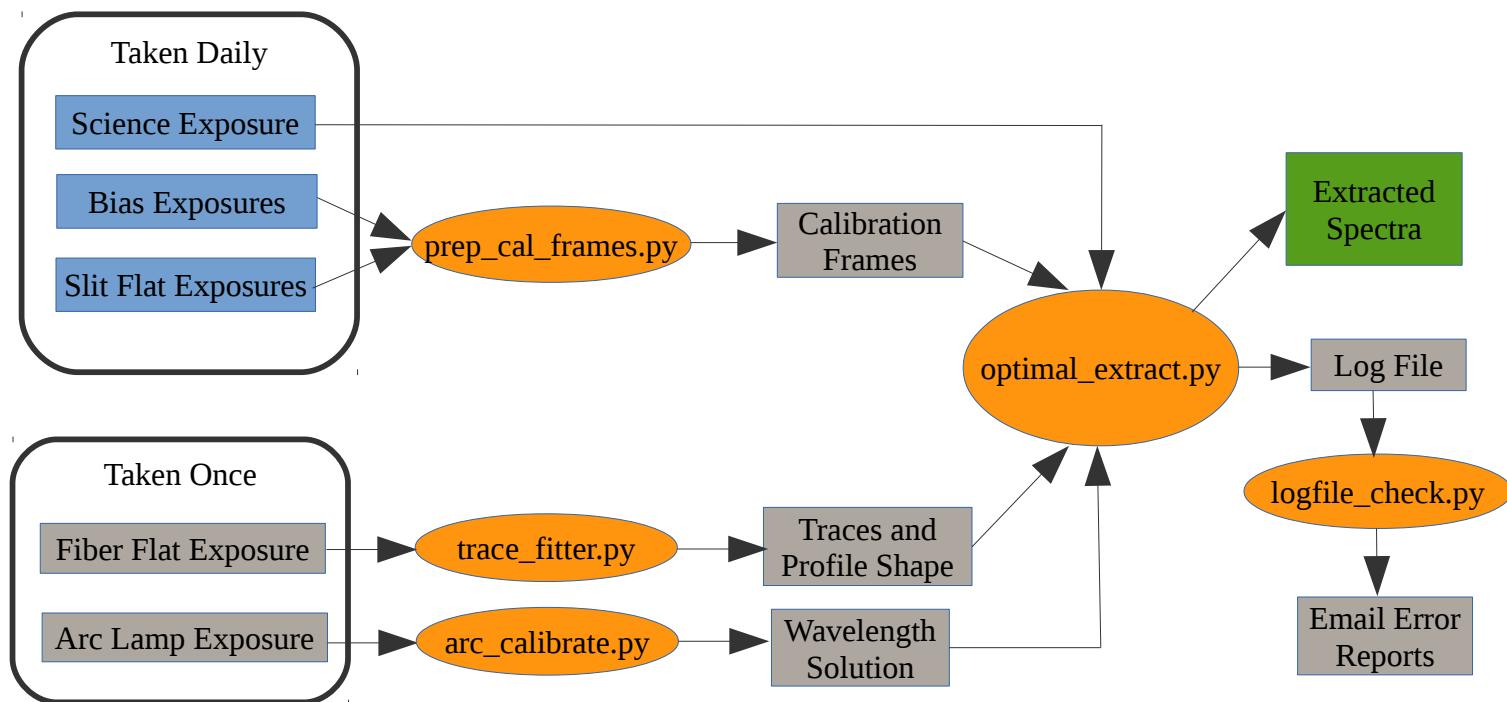 Taken Daily
Science Exposure
Bias Exposures
Slit Flat Exposures
prep_cal_frames.py
Calibration
Frames
optimal_extract.py
Extracted
Spectra
Log File
logfile_check.py
Email Error
Reports
Taken Once
Fiber Flat Exposure
trace_fitter.py
Traces and
Profile Shape
Arc Lamp Exposure
arc_calibrate.py
Wavelength
Solution